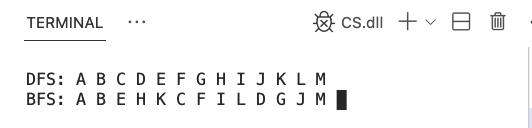 TERMINAL ... CS.dll
DFS: A B C D E F G H I J K L M
BFS: A B E H K C F I L D G J M